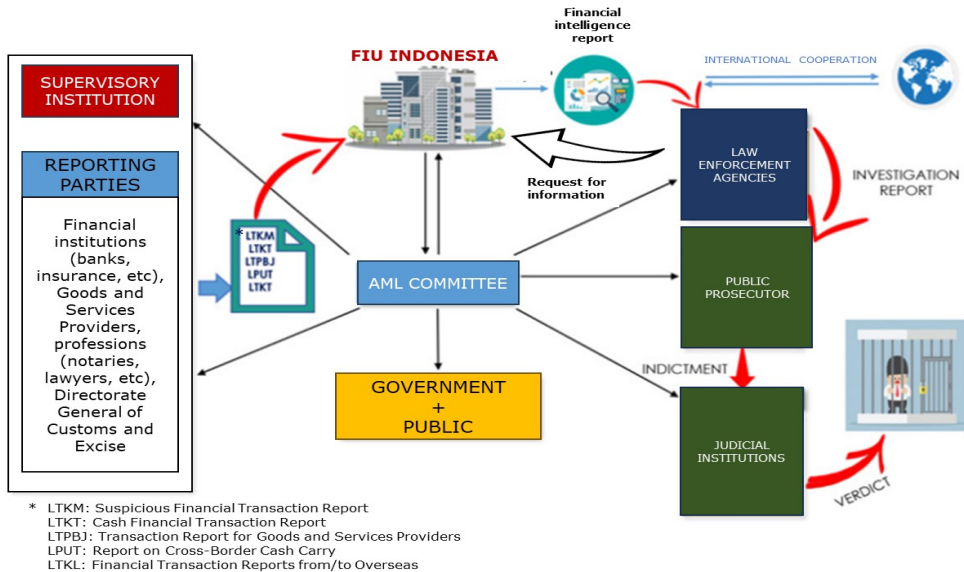 Financial
intelligence
report
FIU INDONESIA
INTERNATIONAL COOPERATION
SUPERVISORY
INSTITUTION
REPORTING
PARTIES
Financial
institutions
(banks,
insurance, etc),
Goods and
Services
Providers,
professions
(notaries,
lawyers, etc),
Directorate
General of
Customs and
Excise
* LTKM
LTKT
LTPBJ
LPUT
LTKT
Request for
information
LAW
ENFORCEMENT
AGENCIES
INVESTIGATION
REPORT
AML COMMITTEE
PUBLIC
PROSECUTOR
INDICTMENT
GOVERNMENT
+
PUBLIC
JUDICIAL
INSTITUTIONS
VERDICT
* LTKM: Suspicious Financial Transaction Report
LTKT: Cash Financial Transaction Report
LTPBJ: Transaction Report for Goods and Services Providers
LPUT: Report on Cross-Border Cash Carry
LTKL: Financial Transaction Reports from/to Overseas